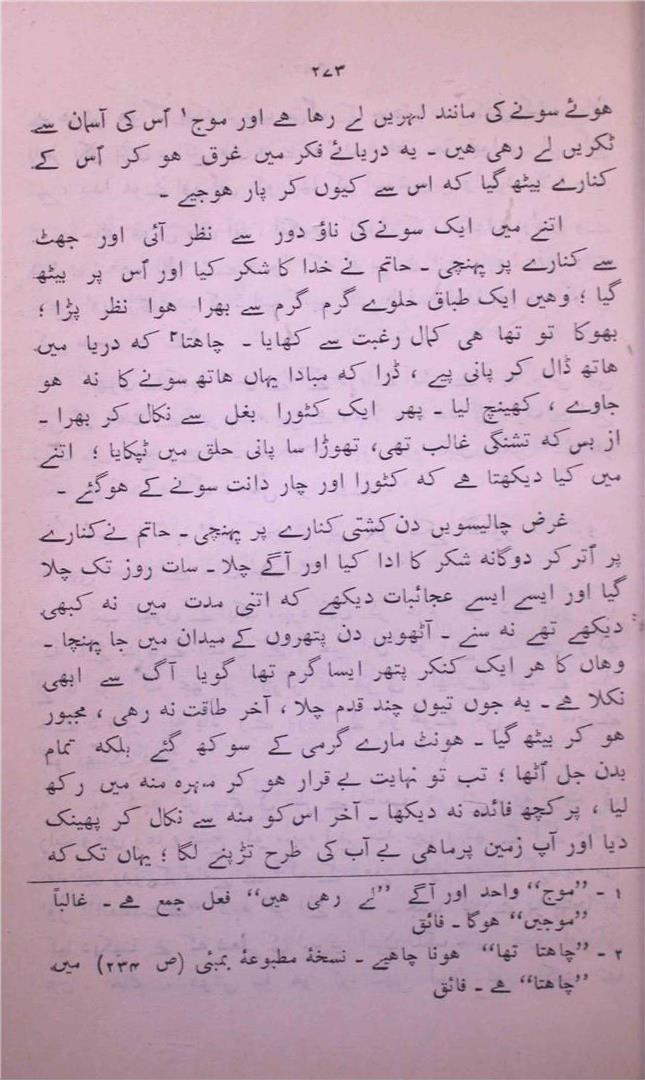 ۲۷۳
ہوئے سونے کی مانند لہریں لے رہا ہے اور موج۱ اُس کی آسمان سے
ٹکریں لے رہی ہیں ۔ یہ دریائے فکر میں غرق ہو کر اُس کے
کنارے بیٹھ گیا کہ اس سے کیوں کر پار ہوجیے ۔
اتنے میں ایک سونے کی ناؤ دور سے نظر آئی اور جھٹ
سے کنارے پر پہنچی ۔ حاتم نے خدا کا شکر کیا اور اُس پر بیٹھ
گیا ؛ وہیں ایک طباق حلوے گرم گرم سے بھرا ہوا نظر پڑا ؛
بھوکا تو تھا ہی کمال رغبت سے کھایا ۔ چاہتا۲ کہ دریا میں
ہاتھ ڈال کر پانی پیے ، ڈرا کہ مبادا یہاں ہاتھ سونے کا نہ ہو
جاوے ، کھینچ لیا ۔ پھر ایک کٹورا بغل سے نکال کر بھرا ۔
از بس کہ تشنگی غالب تھی، تھوڑا سا پانی حلق میں ٹپکایا ؛ اتنے
میں کیا دیکھتا ہے کہ کٹورا اور چار دانت سونے کے ہوگئے ۔
غرض چالیسویں دن کشتی کنارے پر پہنچی ۔ حاتم نے کنارے
پر اُتر کر دوگانہ شکر کا ادا کیا اور آگے چلا ۔ سات روز تک چلا
گیا اور ایسے ایسے عجائبات دیکھے کہ اتنی مدت میں نہ کبھی
دیکھے تھے نہ سنے ۔ آٹھویں دن پتھروں کے میدان میں جا پہنچا ۔
وہاں کا ہر ایک کنکر پتھر ایسا گرم تھا گویا آگ سے ابھی
نکلا ہے ۔ یہ جوں تیوں چند قدم چلا ، آخر طاقت نہ رہی ، مجبور
ہو کر بیٹھ گیا ۔ ہونٹ مارے گرمی کے سوکھ گئے بلکہ تمام
بدن جل اُٹھا ؛ تب تو نہایت بے قرار ہو کر مہرہ منہ میں رکھ
لیا ، پر کچھ فائدہ نہ دیکھا ۔ آخر اس کو منہ سے نکال کر پھینک
دیا اور آپ زمین پر ماہی بے آب کی طرح تڑپنے لگا ؛ یہاں تک کہ
۱ ۔ ’’موج‘‘ واحد اور آگے ’’لے رہی ہیں‘‘ فعل جمع ہے ۔ غالباً
’’موجیں‘‘ ہوگا ۔ فائق
۲ ۔ ’’چاہتا تھا‘‘ ہونا چاہیے ۔ نسخۂ مطبوعۂ بمبئی (ص ۲۳۴) میں
’’چاہتا‘‘ ہے ۔ فائق